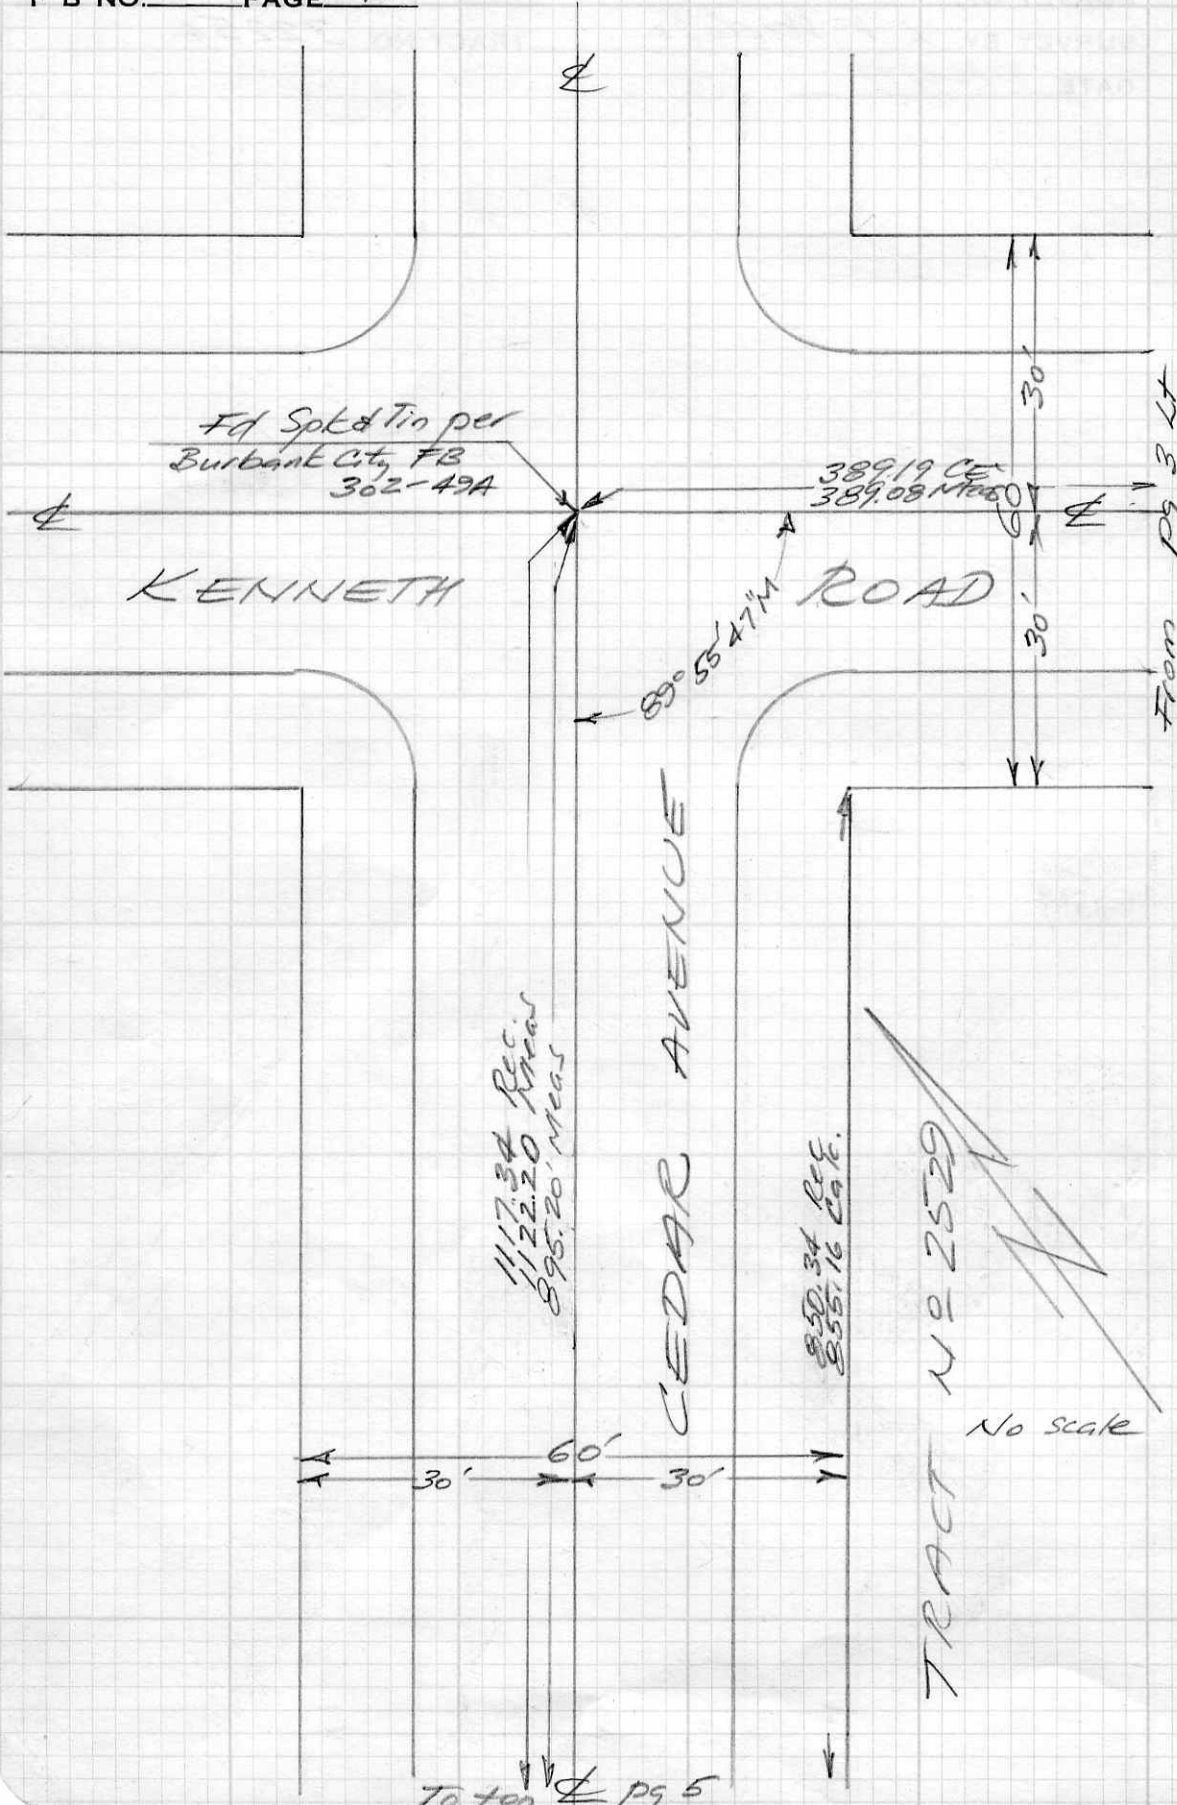 F B NO.______PAGE______
℄
Fd Spk & Tin per
Burbank City FB
302-49A
389.19 CE
389.08 Meas
℄
℄
60
30'
30'
From pg 3 Lt
KENNETH ROAD
89° 55' 47" M
CEDAR AVENUE
1117.34 Rec.
1122.20 Meas
895.20' Meas
850.34 Rec.
855.16 Calc.
TRACT No 2529
N
No scale
60'
30'
30'
To top ℄ pg 5